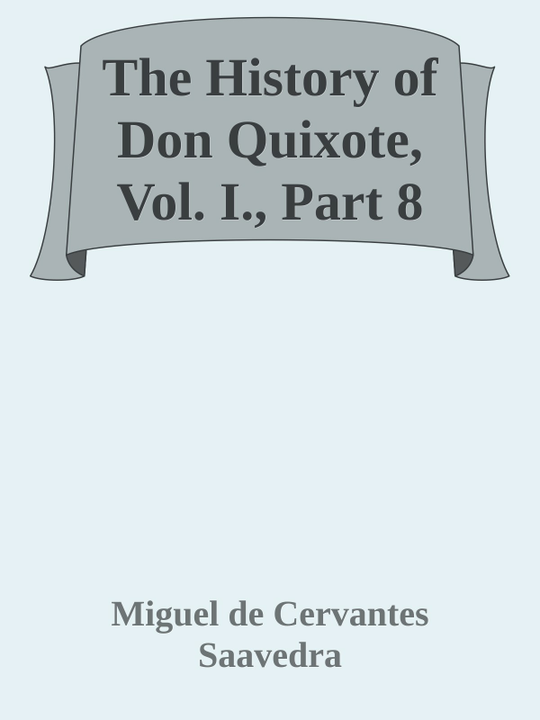 The History of
Don Quixote,
Vol. I., Part 8
Miguel de Cervantes
Saavedra